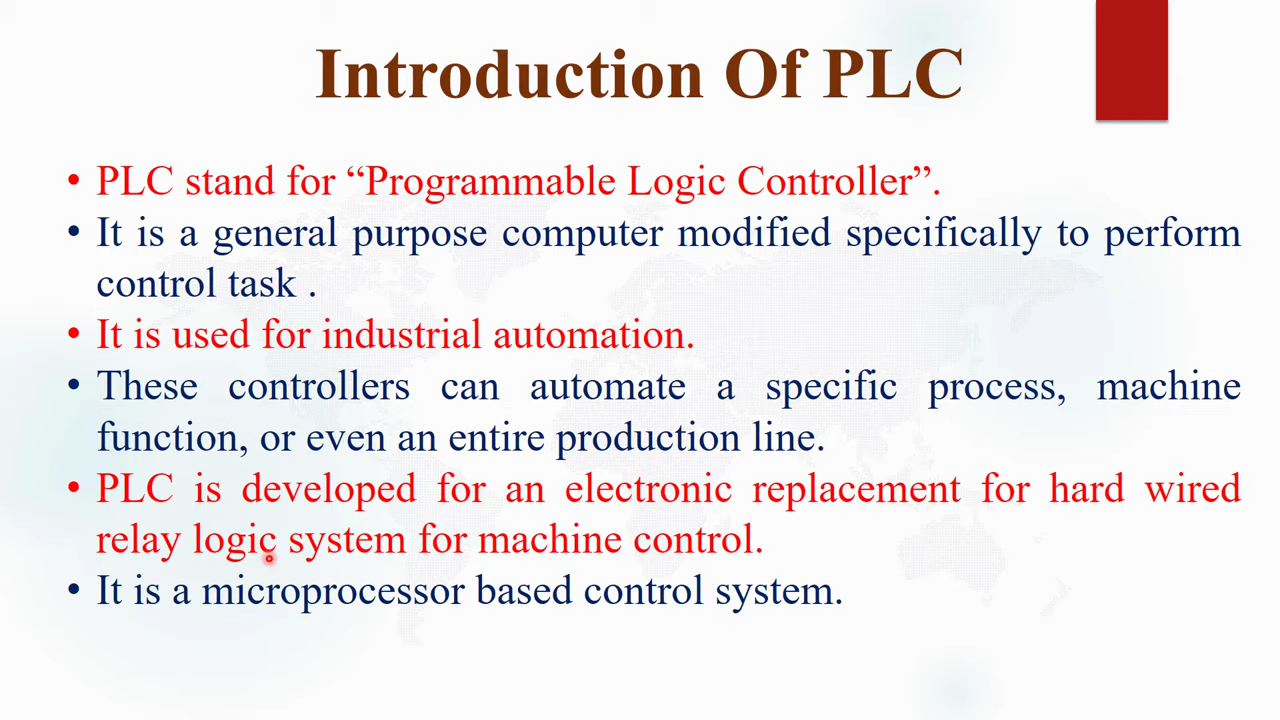 Introduction Of PLC
• PLC stand for “Programmable Logic Controller”.
• It is a general purpose computer modified specifically to perform
control task .
• It is used for industrial automation.
• These controllers can automate a specific process, machine
function, or even an entire production line.
• PLC is developed for an electronic replacement for hard wired
relay logic system for machine control.
• It is a microprocessor based control system.